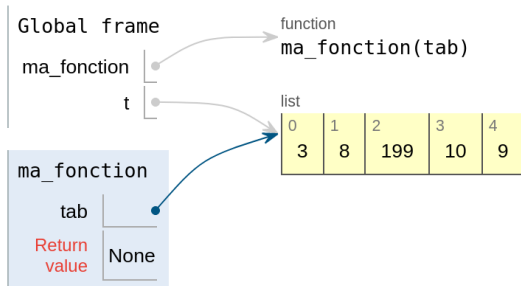 Global frame
function
ma_fonction
ma_fonction(tab)
t
list
0 1 2 3 4
3 8 199 10 9
ma_fonction
tab
Return
value
None